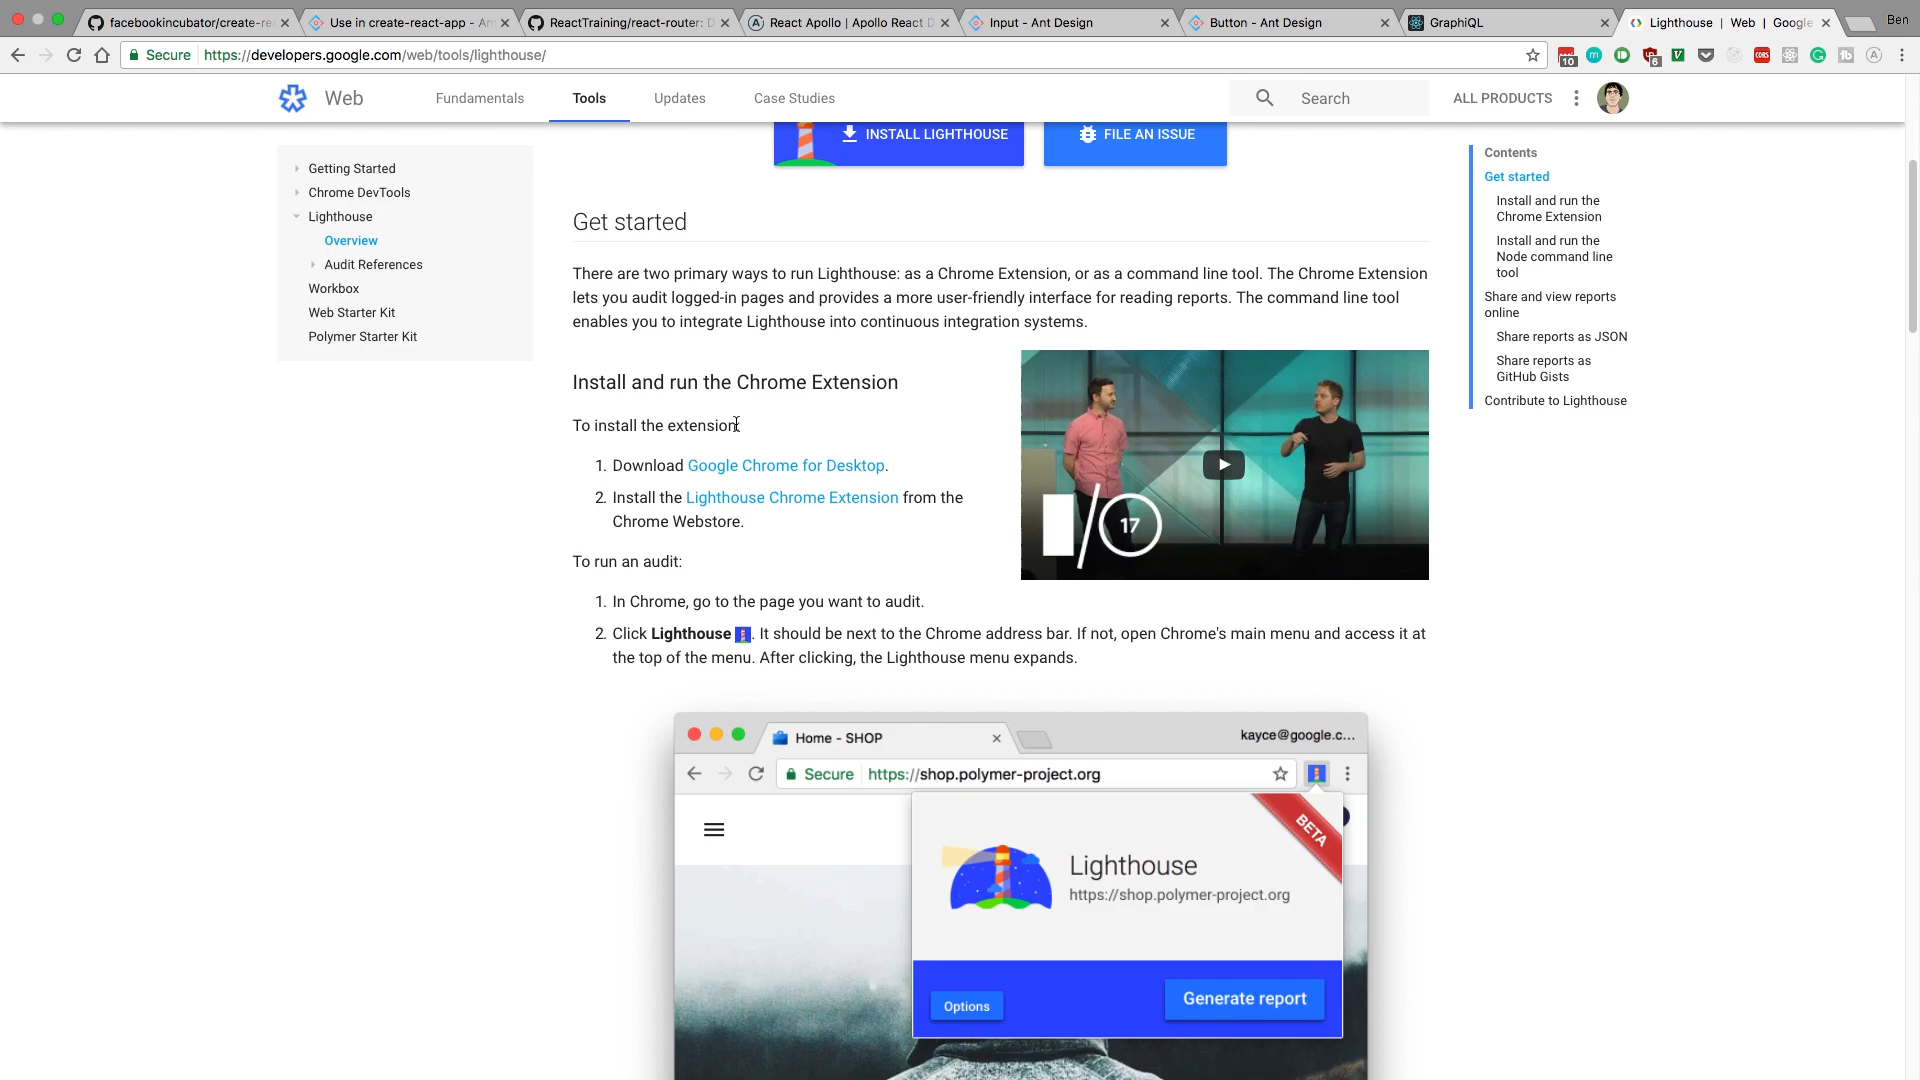 facebookincubator/create-re
Use in create-react-app - An
ReactTraining/react-router: D
React Apollo | Apollo React D
Input - Ant Design
Button - Ant Design
GraphiQL
Lighthouse | Web | Google
Ben
Secure https://developers.google.com/web/tools/lighthouse/
10
6
CORS
Web
Fundamentals
Tools
Updates
Case Studies
Search
ALL PRODUCTS
INSTALL LIGHTHOUSE
FILE AN ISSUE
Getting Started
Chrome DevTools
Lighthouse
Overview
Audit References
Workbox
Web Starter Kit
Polymer Starter Kit
Get started
There are two primary ways to run Lighthouse: as a Chrome Extension, or as a command line tool. The Chrome Extension
lets you audit logged-in pages and provides a more user-friendly interface for reading reports. The command line tool
enables you to integrate Lighthouse into continuous integration systems.
Install and run the Chrome Extension
To install the extension:
1. Download Google Chrome for Desktop.
2. Install the Lighthouse Chrome Extension from the
Chrome Webstore.
To run an audit:
1. In Chrome, go to the page you want to audit.
2. Click Lighthouse . It should be next to the Chrome address bar. If not, open Chrome's main menu and access it at
the top of the menu. After clicking, the Lighthouse menu expands.
17
Home - SHOP
kayce@google.c...
Secure https://shop.polymer-project.org
BETA
Lighthouse
https://shop.polymer-project.org
Options
Generate report
Contents
Get started
Install and run the
Chrome Extension
Install and run the
Node command line
tool
Share and view reports
online
Share reports as JSON
Share reports as
GitHub Gists
Contribute to Lighthouse